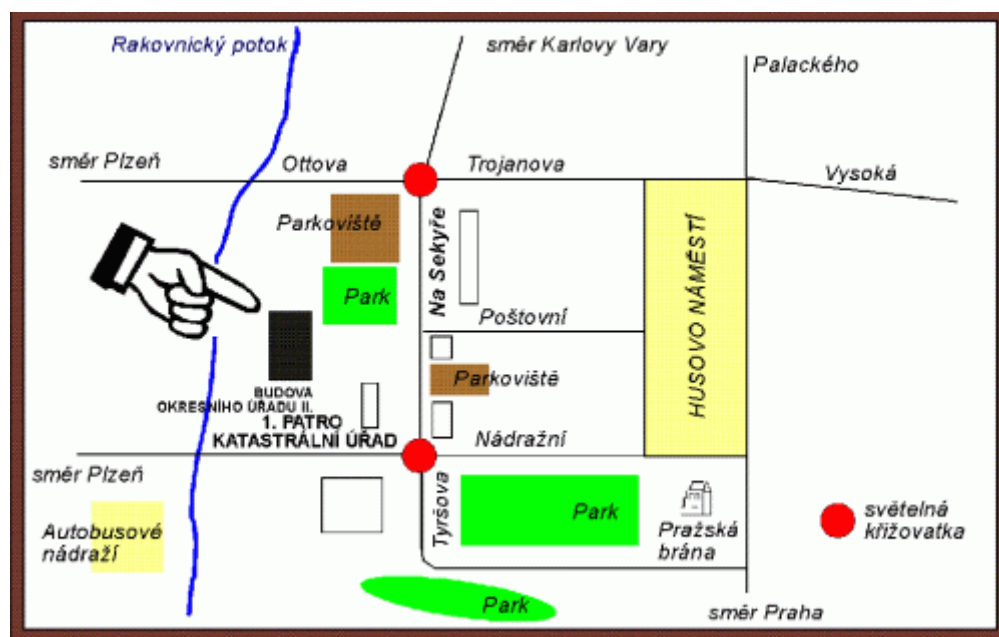 Rakovnický potok
směr Karlovy Vary
Palackého
směr Plzeň
Ottova
Trojanova
Vysoká
Parkoviště
Na Sekyře
HUSOVO NÁMĚSTÍ
Park
Poštovní
Parkoviště
BUDOVA
OKRESNÍHO ÚŘADU II.
1. PATRO
KATASTRÁLNÍ ÚŘAD
Nádražní
směr Plzeň
Tyršova
Park
Pražská
brána
světelná
křižovatka
Autobusové
nádraží
Park
směr Praha